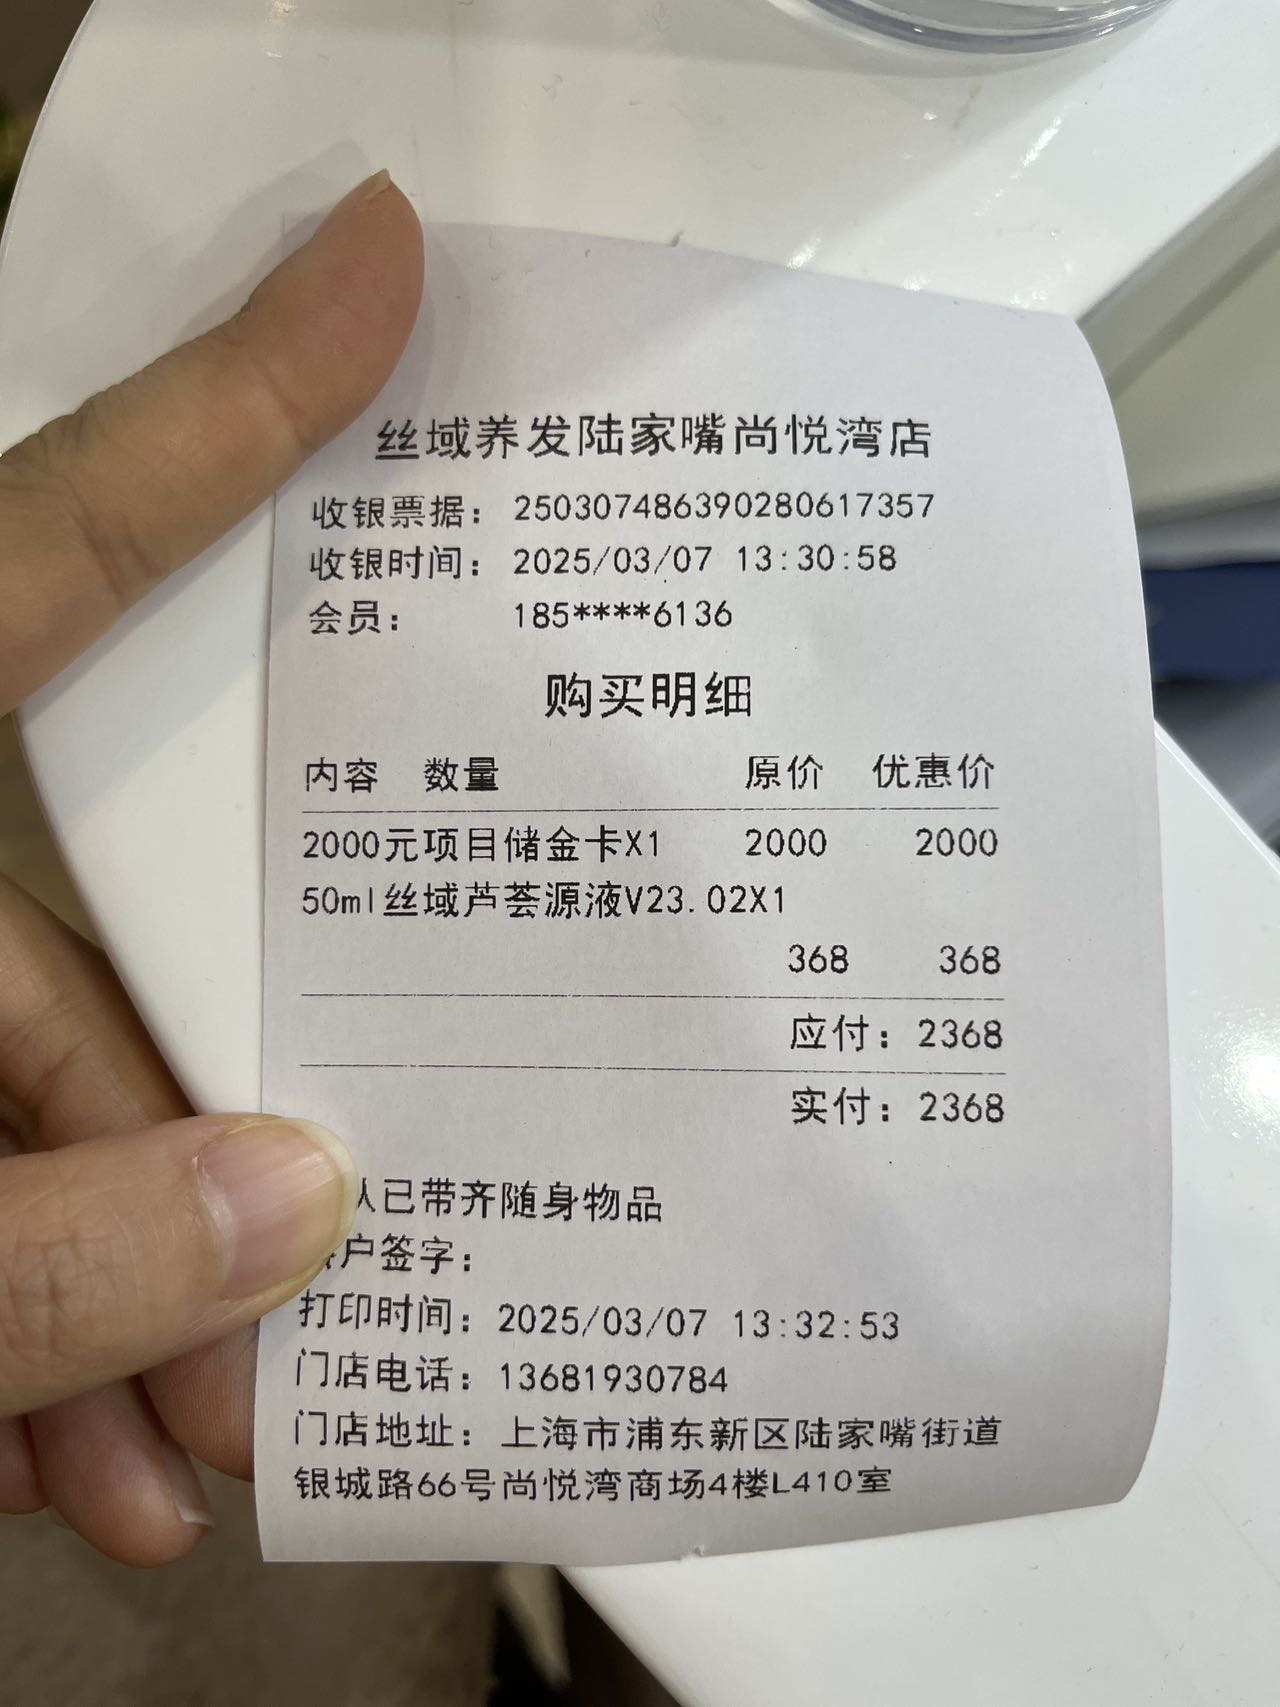 丝域养发陆家嘴尚悦湾店
收银票据：250307486390280617357
收银时间：2025/03/07 13:30:58
会员：185****6136
购买明细
内容 数量 原价 优惠价
2000元项目储金卡X1 2000 2000
50ml丝域芦荟源液V23.02X1
368 368
应付：2368
实付：2368
已带齐随身物品
户签字：
打印时间：2025/03/07 13:32:53
门店电话：13681930784
门店地址：上海市浦东新区陆家嘴街道
银城路66号尚悦湾商场4楼L410室